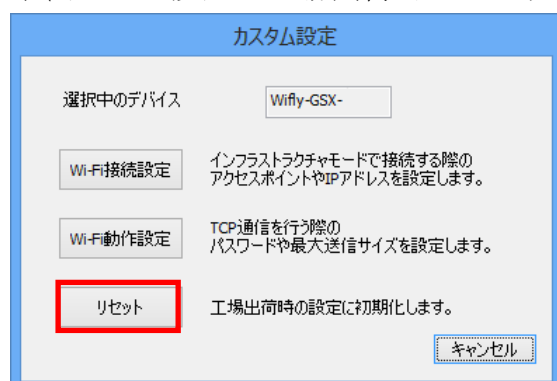 カスタム設定
選択中のデバイス
Wifly-GSX-
Wi-Fi接続設定
インフラストラクチャモードで接続する際の
アクセスポイントやIPアドレスを設定します。
Wi-Fi動作設定
TCP通信を行う際の
パスワードや最大送信サイズを設定します。
リセット
工場出荷時の設定に初期化します。
キャンセル